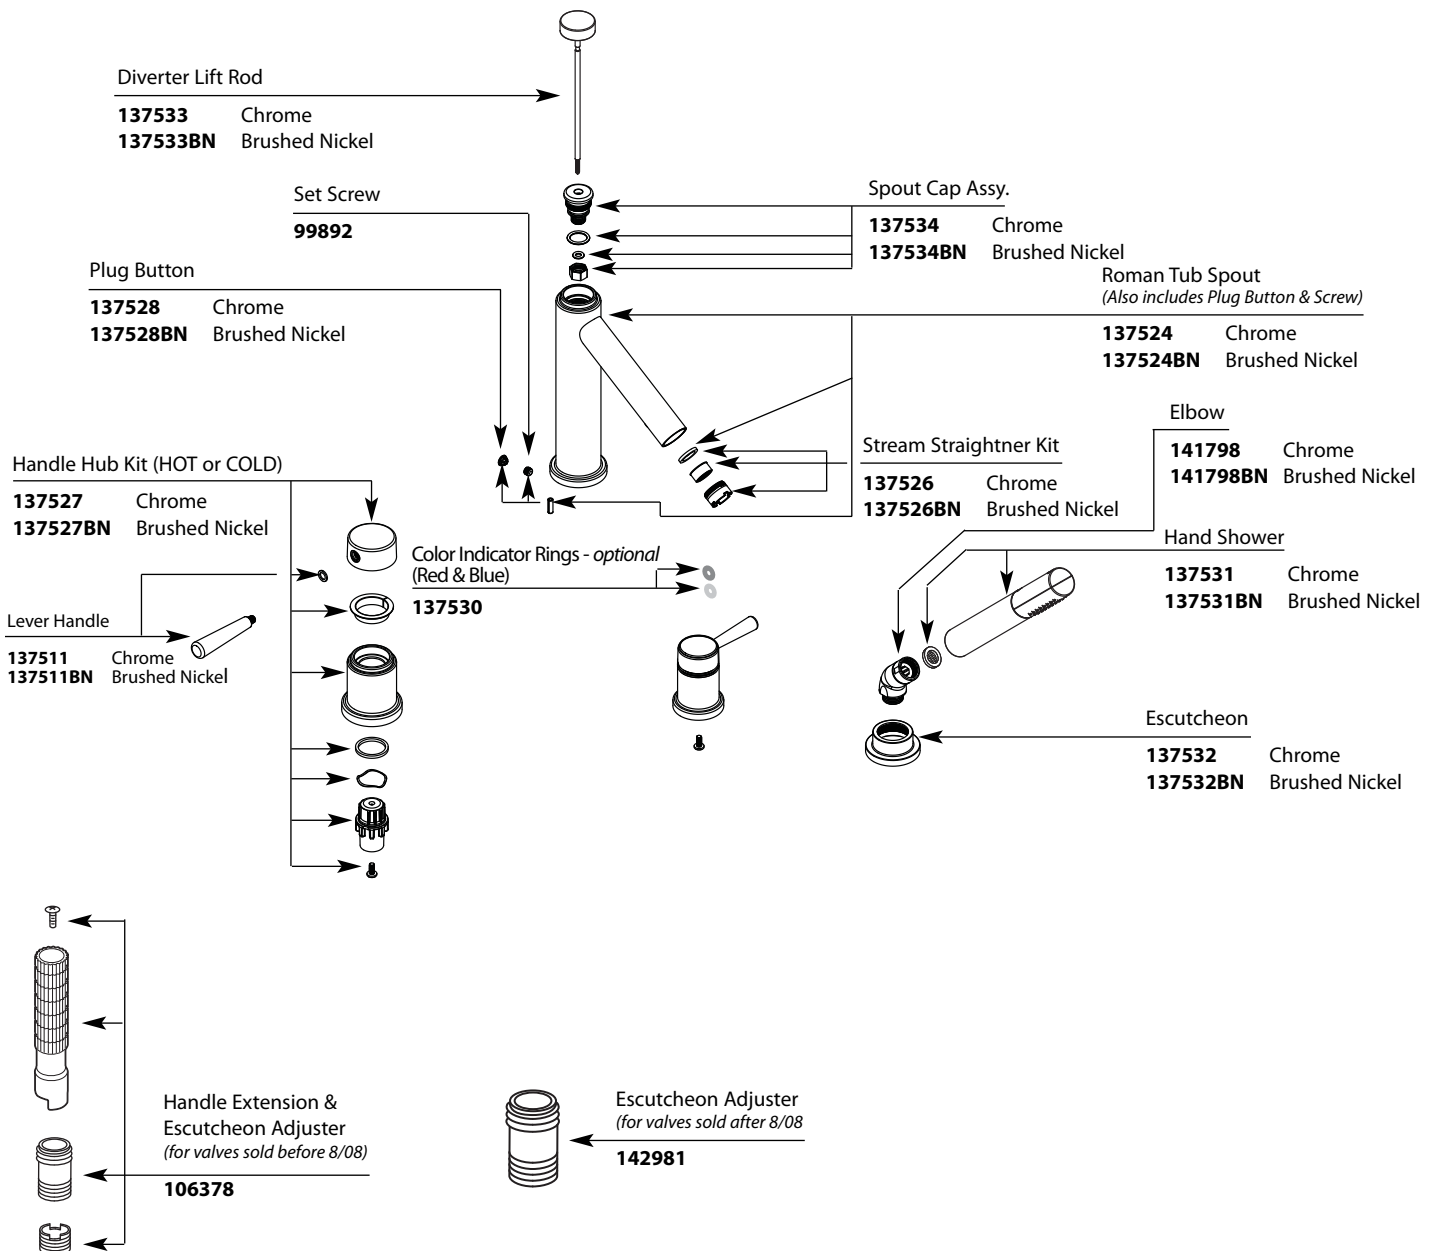 Diverter Lift Rod
137533 Chrome
137533BN Brushed Nickel
Set Screw
99892
Spout Cap Assy.
137534 Chrome
137534BN Brushed Nickel
Plug Button
137528 Chrome
137528BN Brushed Nickel
Roman Tub Spout
(Also includes Plug Button & Screw)
137524 Chrome
137524BN Brushed Nickel
Elbow
141798 Chrome
141798BN Brushed Nickel
Stream Straightner Kit
137526 Chrome
137526BN Brushed Nickel
Handle Hub Kit (HOT or COLD)
137527 Chrome
137527BN Brushed Nickel
Hand Shower
137531 Chrome
137531BN Brushed Nickel
Color Indicator Rings - optional
(Red & Blue)
137530
Lever Handle
137511 Chrome
137511BN Brushed Nickel
Escutcheon
137532 Chrome
137532BN Brushed Nickel
Handle Extension &
Escutcheon Adjuster
(for valves sold before 8/08)
106378
Escutcheon Adjuster
(for valves sold after 8/08
142981